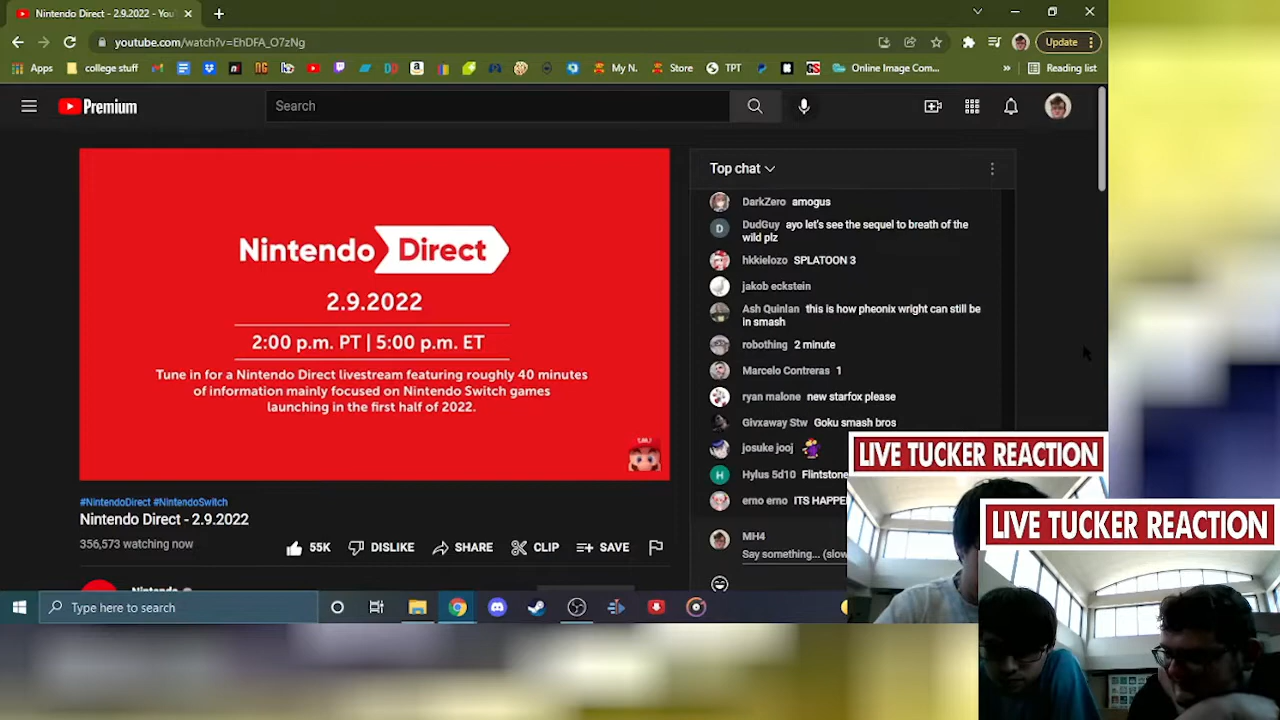 Nintendo Direct - 2.9.2022 - You
youtube.com/watch?v=EhDFA_O7zNg
Update
Apps
college stuff
My N.
Store
TPT
Online Image Com...
»
Reading list
Premium
Search
Nintendo Direct
2.9.2022
2:00 p.m. PT | 5:00 p.m. ET
Tune in for a Nintendo Direct livestream featuring roughly 40 minutes
of information mainly focused on Nintendo Switch games
launching in the first half of 2022.
#NintendoDirect #NintendoSwitch
Nintendo Direct - 2.9.2022
356,573 watching now
55K
DISLIKE
SHARE
CLIP
SAVE
Nintendo
Top chat
DarkZero amogus
DudGuy ayo let's see the sequel to breath of the
wild plz
hkkielozo SPLATOON 3
jakob eckstein
Ash Quinlan this is how pheonix wright can still be
in smash
robothing 2 minute
Marcelo Contreras 1
ryan malone new starfox please
Givxaway Stw Goku smash bros
josuke jooj
Hylus 5d10 Flintstone
erno erno ITS HAPPE
MH4
Say something... (slow
LIVE TUCKER REACTION
LIVE TUCKER REACTION
Type here to search